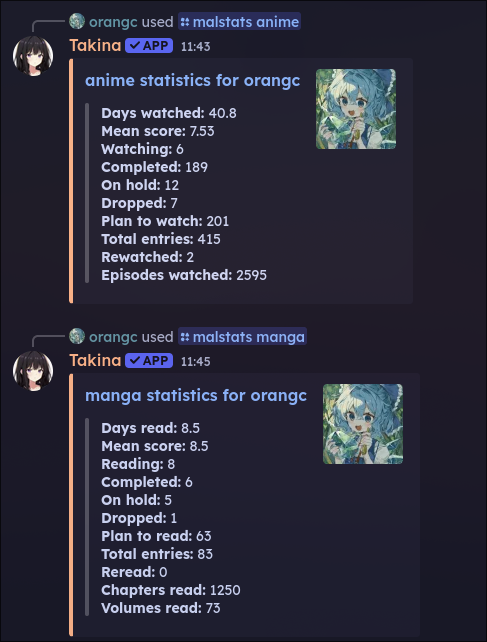 orangc used malstats anime
Takina APP 11:43
anime statistics for orangc
Days watched: 40.8
Mean score: 7.53
Watching: 6
Completed: 189
On hold: 12
Dropped: 7
Plan to watch: 201
Total entries: 415
Rewatched: 2
Episodes watched: 2595
orangc used malstats manga
Takina APP 11:45
manga statistics for orangc
Days read: 8.5
Mean score: 8.5
Reading: 8
Completed: 6
On hold: 5
Dropped: 1
Plan to read: 63
Total entries: 83
Reread: 0
Chapters read: 1250
Volumes read: 73